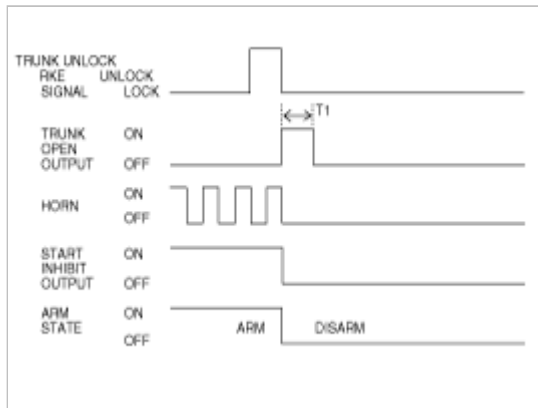 TRUNK UNLOCK
RKE UNLOCK
SIGNAL LOCK
T1
TRUNK ON
OPEN
OUTPUT OFF
ON
HORN
OFF
START ON
INHIBIT
OUTPUT OFF
ARM ON
STATE ARM DISARM
OFF